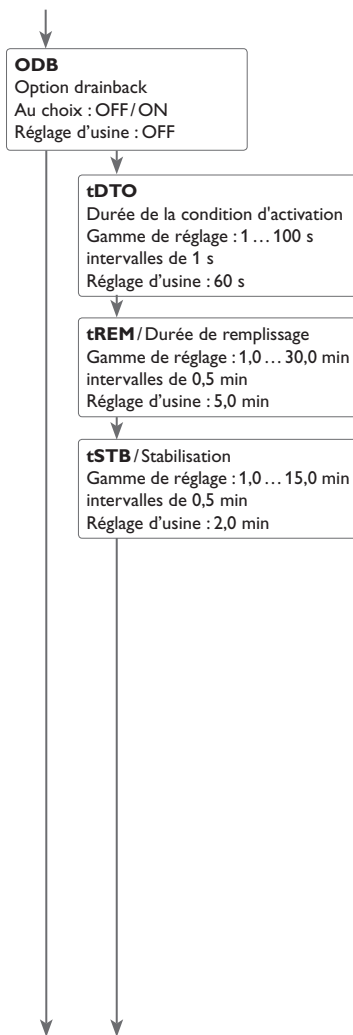 ODB
Option drainback
Au choix : OFF / ON
Réglage d’usine : OFF
tDTO
Durée de la condition d'activation
Gamme de réglage : 1 … 100 s
intervalles de 1 s
Réglage d’usine : 60 s
tREM / Durée de remplissage
Gamme de réglage : 1,0 … 30,0 min
intervalles de 0,5 min
Réglage d’usine : 5,0 min
tSTB / Stabilisation
Gamme de réglage : 1,0 … 15,0 min
intervalles de 0,5 min
Réglage d’usine : 2,0 min